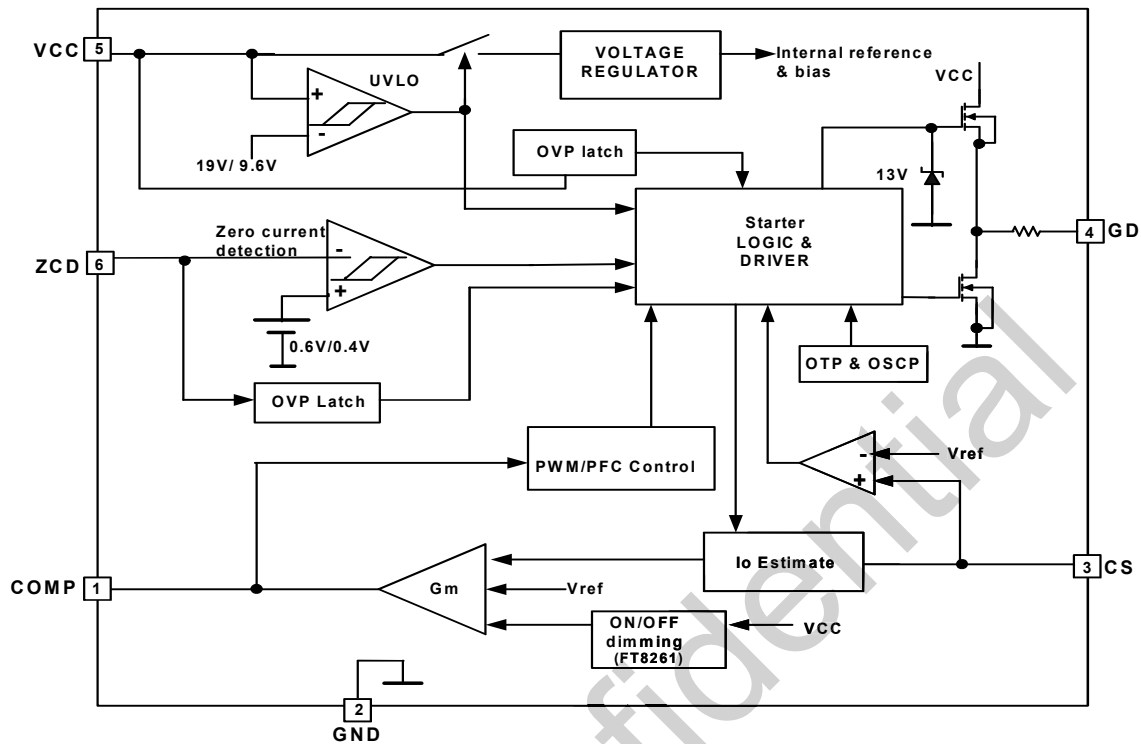 VCC
5
UVLO
+
-
19V/ 9.6V
VOLTAGE
REGULATOR
Internal reference
& bias
VCC
OVP latch
13V
Starter
LOGIC &
DRIVER
4
GD
Zero current
detection
ZCD
6
-
+
0.6V/0.4V
OVP Latch
OTP & OSCP
PWM/PFC Control
-
+
Vref
COMP
1
Gm
Vref
Io Estimate
3
CS
ON/OFF
dimming
(FT8261)
VCC
2
GND
fidential